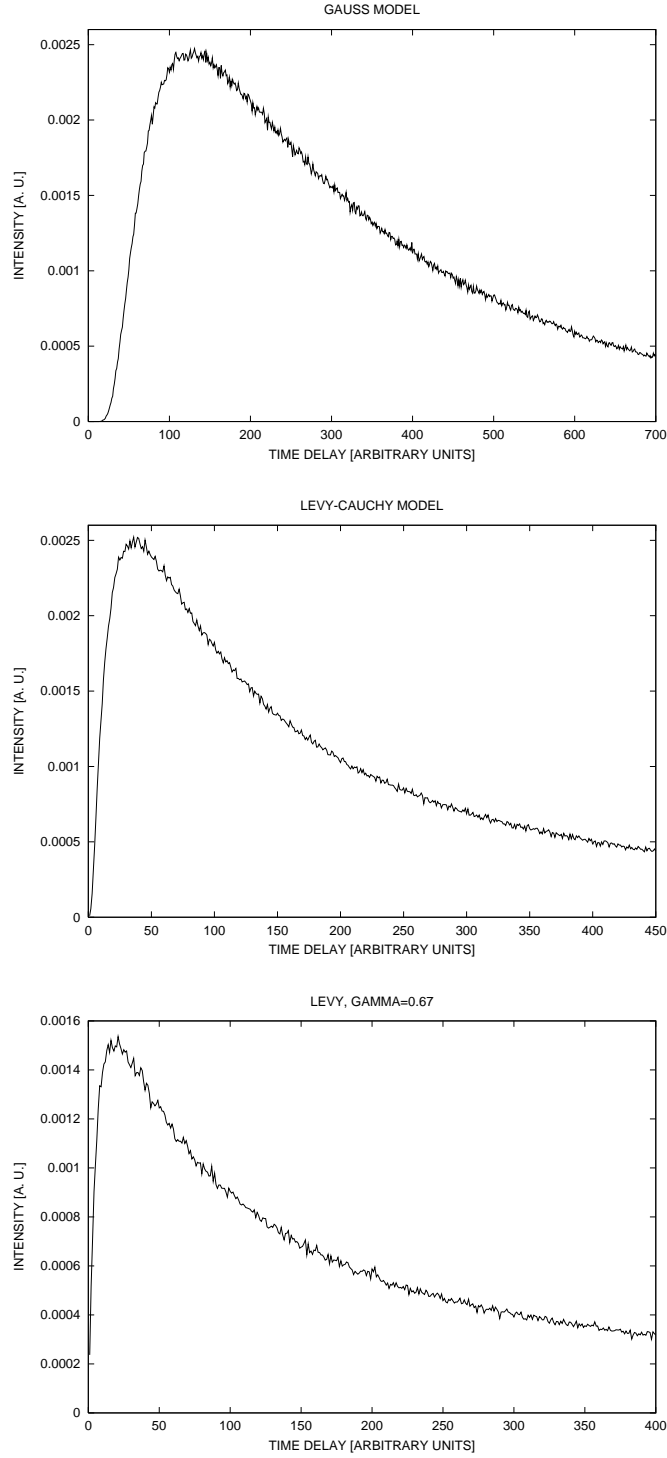 GAUSS MODEL
0.0025
0.002
0.0015
0.001
0.0005
0
INTENSITY [A. U.]
0 100 200 300 400 500 600 700
TIME DELAY [ARBITRARY UNITS]
LEVY-CAUCHY MODEL
0.0025
0.002
0.0015
0.001
0.0005
0
INTENSITY [A. U.]
0 50 100 150 200 250 300 350 400 450
TIME DELAY [ARBITRARY UNITS]
LEVY, GAMMA=0.67
0.0016
0.0014
0.0012
0.001
0.0008
0.0006
0.0004
0.0002
0
INTENSITY [A. U.]
0 50 100 150 200 250 300 350 400
TIME DELAY [ARBITRARY UNITS]